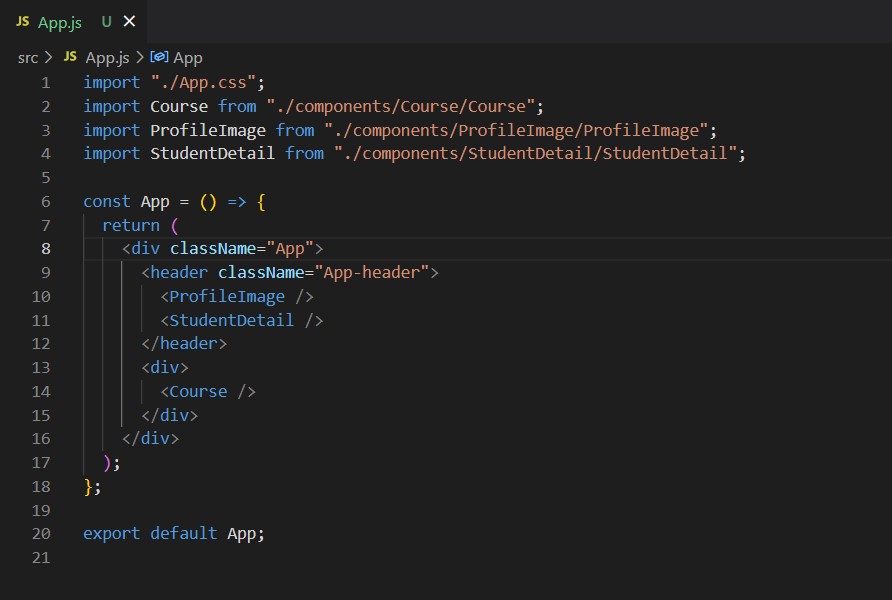 JS App.js U ×
src > JS App.js > App
1 import "./App.css";
2 import Course from "./components/Course/Course";
3 import ProfileImage from "./components/ProfileImage/ProfileImage";
4 import StudentDetail from "./components/StudentDetail/StudentDetail";
5
6 const App = () => {
7   return (
8     <div className="App">
9       <header className="App-header">
10         <ProfileImage />
11         <StudentDetail />
12       </header>
13       <div>
14         <Course />
15       </div>
16     </div>
17   );
18 };
19
20 export default App;
21